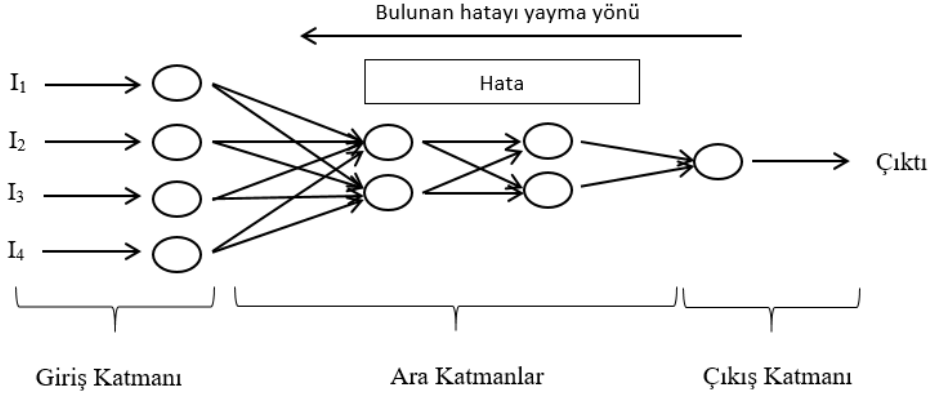 Bulunan hatayı yayma yönü
Hata
I1
I2
I3
I4
Çıktı
Giriş Katmanı
Ara Katmanlar
Çıkış Katmanı